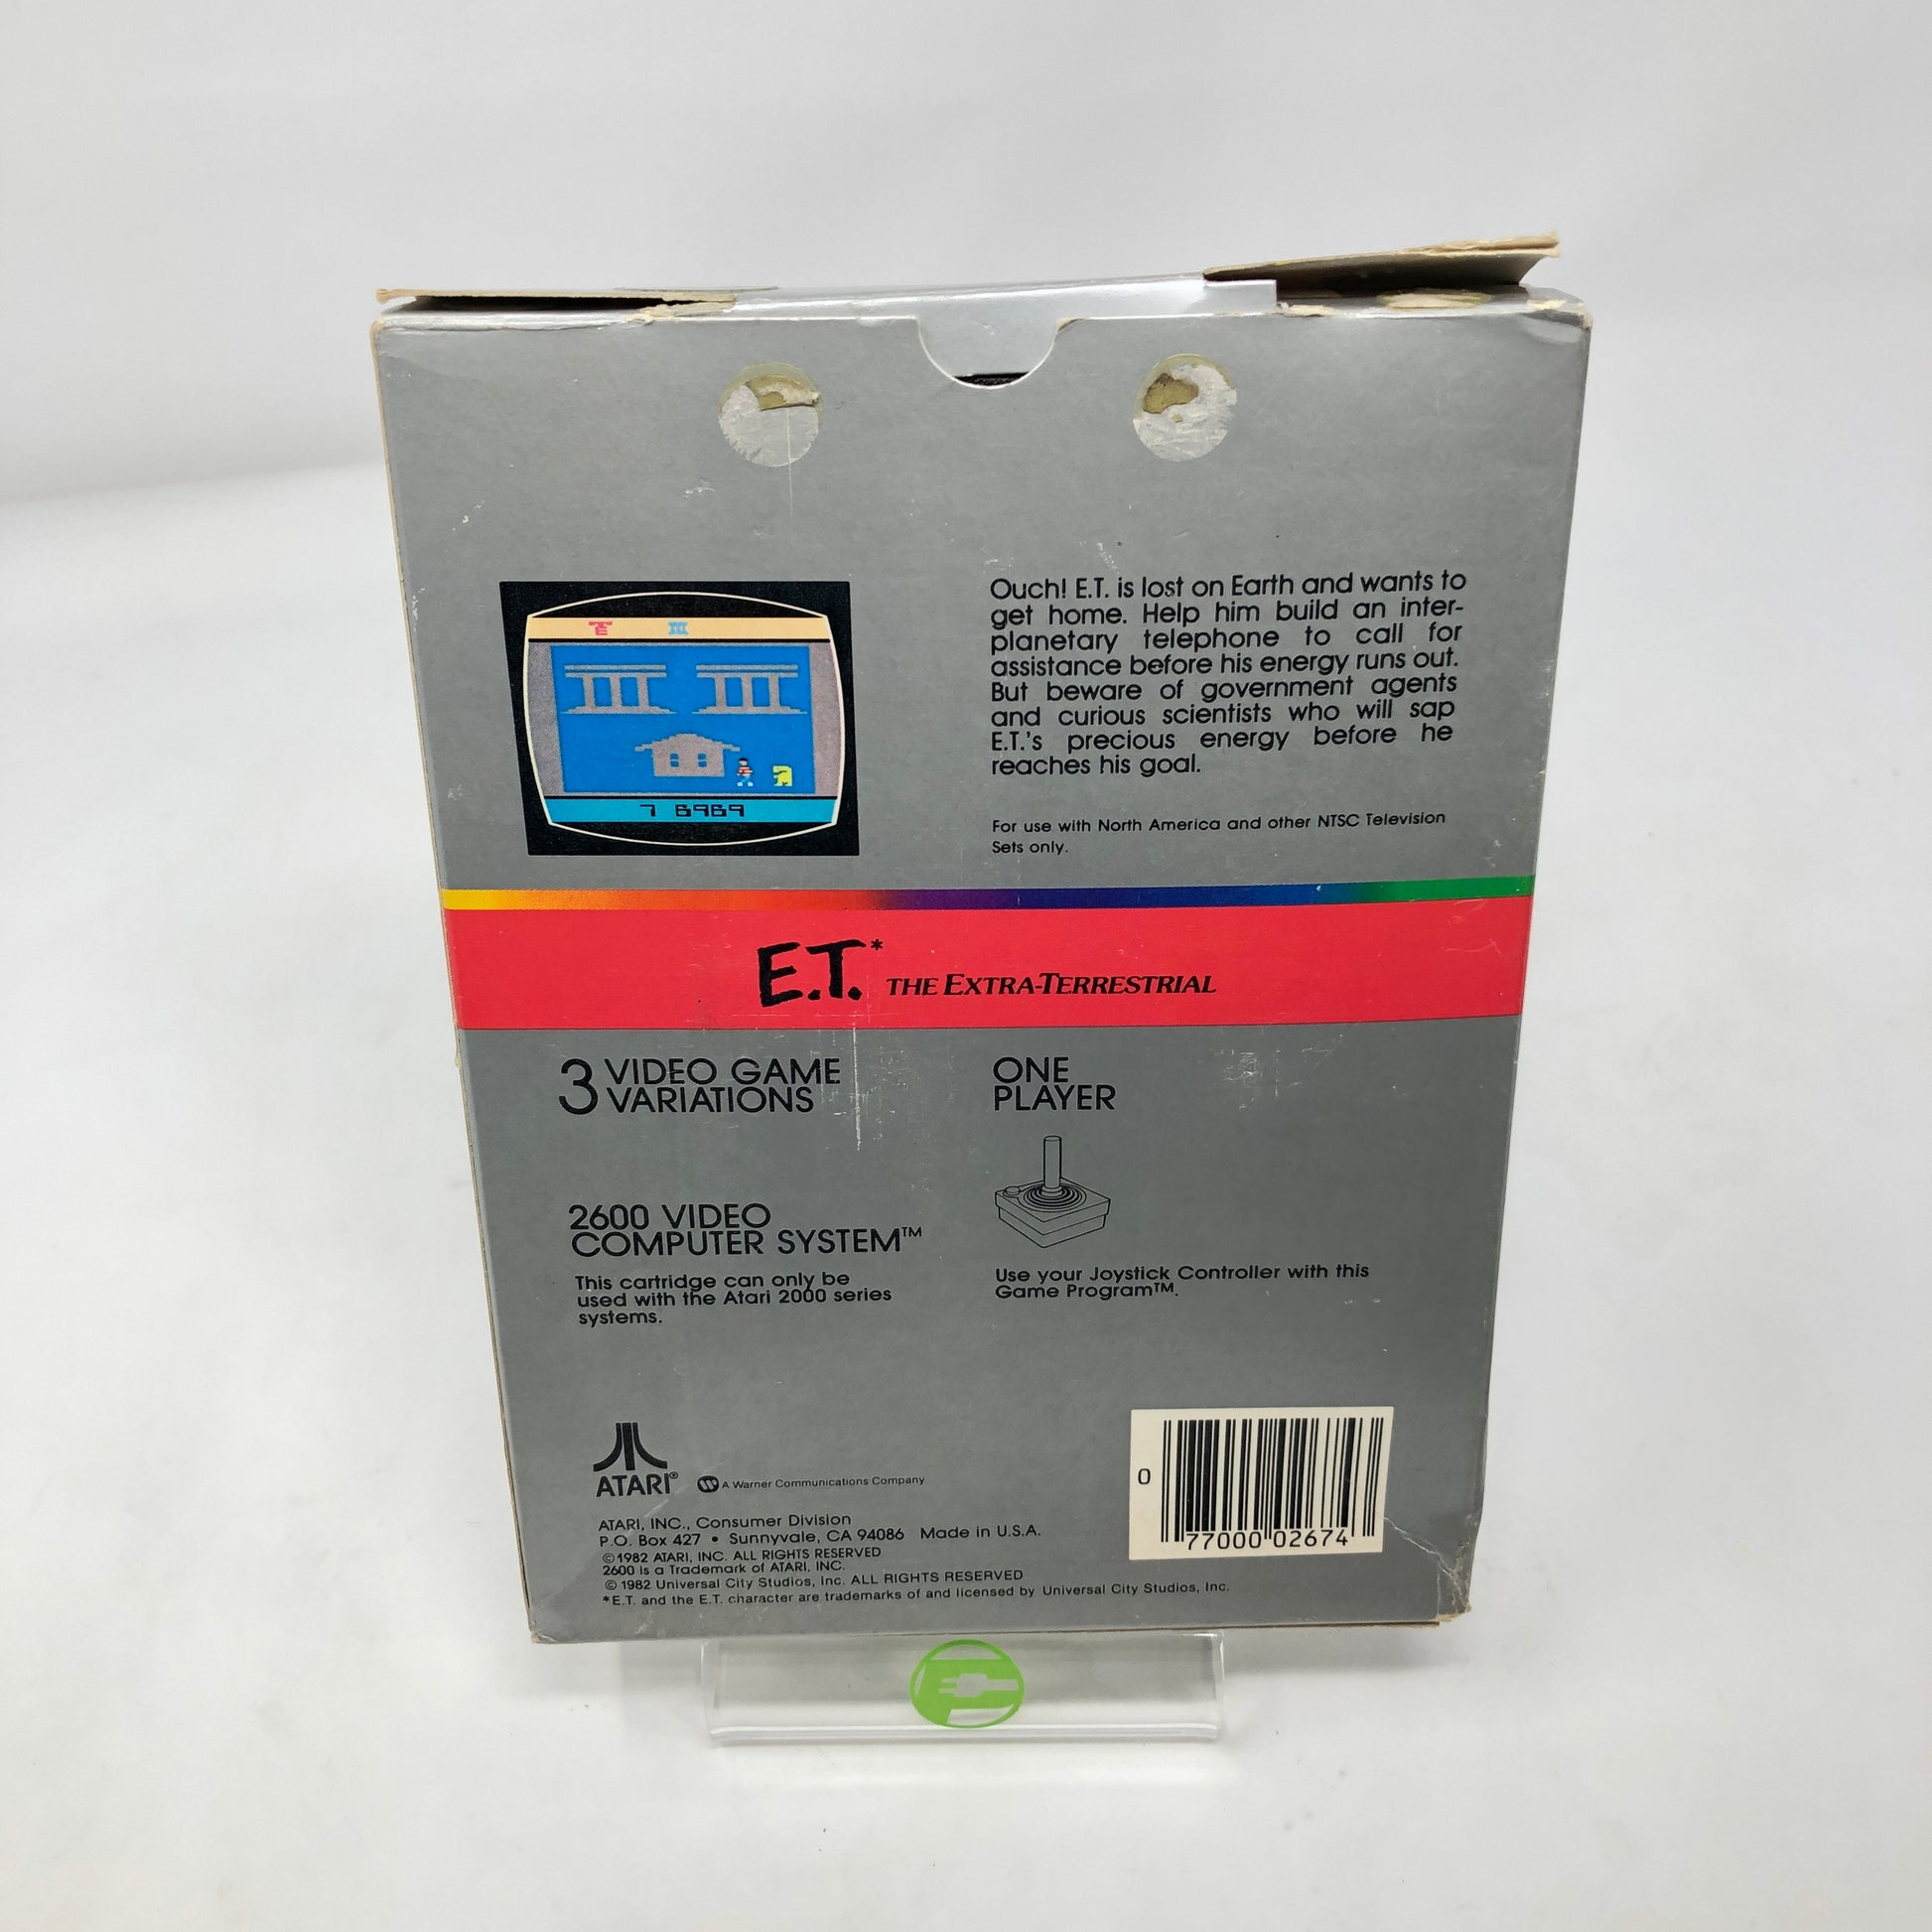 Ouch! E.T. is lost on Earth and wants to
get home. Help him build an inter-
planetary telephone to call for
assistance before his energy runs out.
But beware of government agents
and curious scientists who will sap
E.T.'s precious energy before he
reaches his goal.
For use with North America and other NTSC Television
Sets only.
7 6969
E.T.* THE EXTRA-TERRESTRIAL
3 VIDEO GAME
VARIATIONS
ONE
PLAYER
2600 VIDEO
COMPUTER SYSTEM™
This cartridge can only be
used with the Atari 2000 series
systems.
Use your Joystick Controller with this
Game Program™.
ATARI® A Warner Communications Company
ATARI, INC., Consumer Division
P.O. Box 427 • Sunnyvale, CA 94086 Made in U.S.A.
© 1982 ATARI, INC. ALL RIGHTS RESERVED
2600 is a Trademark of ATARI, INC.
© 1982 Universal City Studios, Inc. ALL RIGHTS RESERVED
*E.T. and the E.T. character are trademarks of and licensed by Universal City Studios, Inc.
0 77000 02674